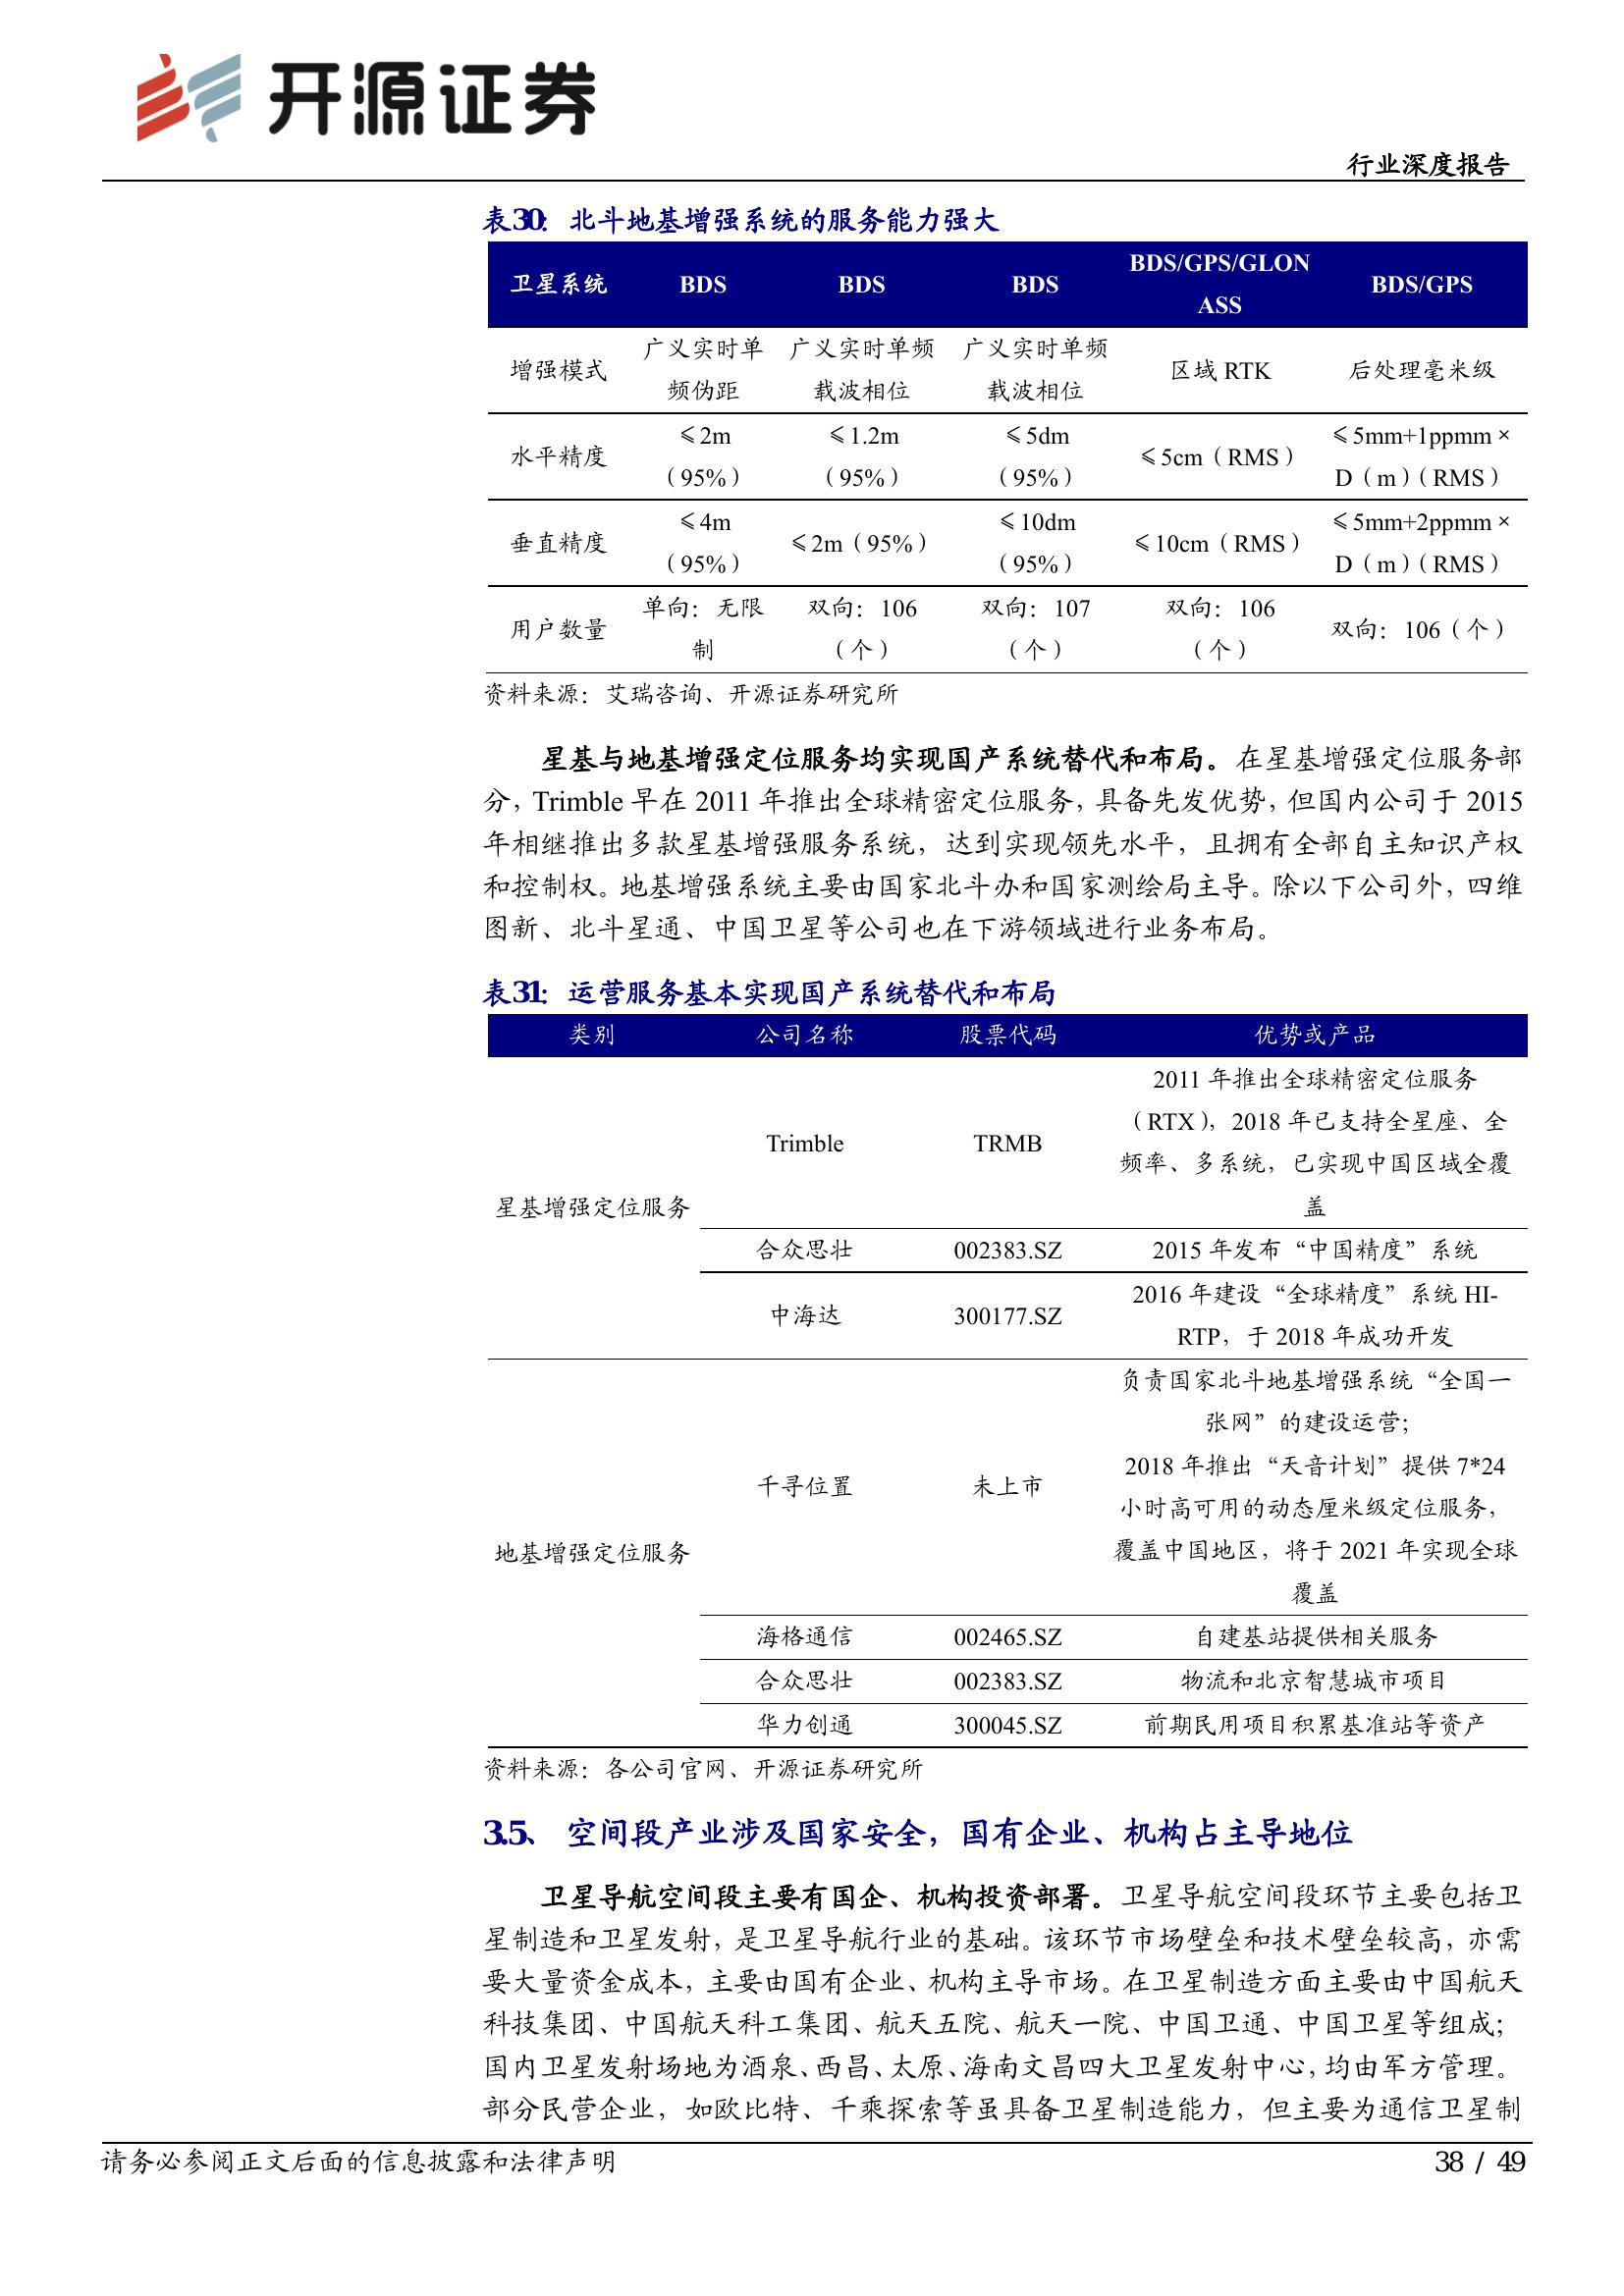 开源证券
行业深度报告
表30：北斗地基增强系统的服务能力强大
卫星系统 BDS BDS BDS BDS/GPS/GLON ASS BDS/GPS
增强模式 广义实时单频伪距 广义实时单频载波相位 广义实时单频载波相位 区域 RTK 后处理毫米级
水平精度 ≤2m（95%） ≤1.2m（95%） ≤5dm（95%） ≤5cm（RMS） ≤5mm+1ppmm×D（m）（RMS）
垂直精度 ≤4m（95%） ≤2m（95%） ≤10dm（95%） ≤10cm（RMS） ≤5mm+2ppmm×D（m）（RMS）
用户数量 单向：无限制 双向：106（个） 双向：107（个） 双向：106（个） 双向：106（个）
资料来源：艾瑞咨询、开源证券研究所
星基与地基增强定位服务均实现国产系统替代和布局。在星基增强定位服务部
分，Trimble 早在 2011 年推出全球精密定位服务，具备先发优势，但国内公司于 2015
年相继推出多款星基增强服务系统，达到实现领先水平，且拥有全部自主知识产权
和控制权。地基增强系统主要由国家北斗办和国家测绘局主导。除以下公司外，四维
图新、北斗星通、中国卫星等公司也在下游领域进行业务布局。
表31：运营服务基本实现国产系统替代和布局
类别 公司名称 股票代码 优势或产品
星基增强定位服务
Trimble TRMB
2011 年推出全球精密定位服务
（RTX），2018 年已支持全星座、全
频率、多系统，已实现中国区域全覆
盖
合众思壮 002383.SZ 2015 年发布“中国精度”系统
中海达 300177.SZ
2016 年建设“全球精度”系统 HI-
RTP，于 2018 年成功开发
地基增强定位服务
千寻位置 未上市
负责国家北斗地基增强系统“全国一
张网”的建设运营；
2018 年推出“天音计划”提供 7*24
小时高可用的动态厘米级定位服务，
覆盖中国地区，将于 2021 年实现全球
覆盖
海格通信 002465.SZ 自建基站提供相关服务
合众思壮 002383.SZ 物流和北京智慧城市项目
华力创通 300045.SZ 前期民用项目积累基准站等资产
资料来源：各公司官网、开源证券研究所
3.5、 空间段产业涉及国家安全，国有企业、机构占主导地位
卫星导航空间段主要有国企、机构投资部署。卫星导航空间段环节主要包括卫
星制造和卫星发射，是卫星导航行业的基础。该环节市场壁垒和技术壁垒较高，亦需
要大量资金成本，主要由国有企业、机构主导市场。在卫星制造方面主要由中国航天
科技集团、中国航天科工集团、航天五院、航天一院、中国卫通、中国卫星等组成；
国内卫星发射场地为酒泉、西昌、太原、海南文昌四大卫星发射中心，均由军方管理。
部分民营企业，如欧比特、千乘探索等虽具备卫星制造能力，但主要为通信卫星制
请务必参阅正文后面的信息披露和法律声明
38 / 49